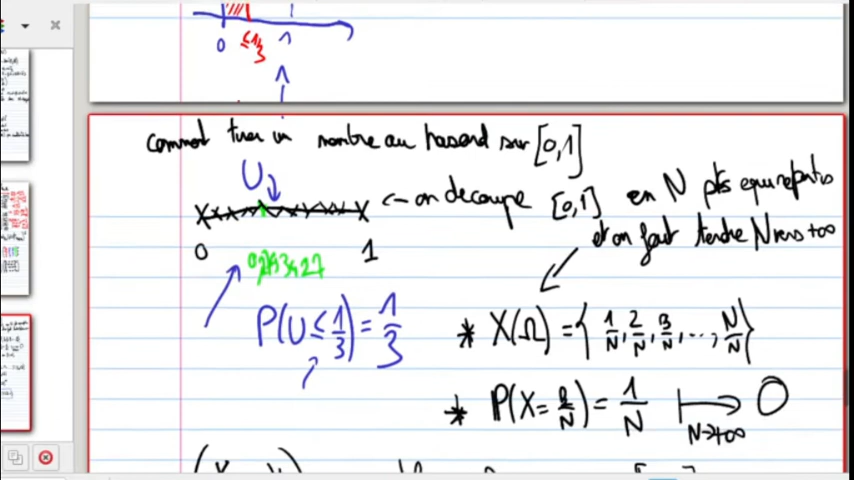 0 ≤ 1/3 1
comment tirer un nombre au hasard sur [0,1]
U
← on découpe [0,1] en N pts équirépartis
et on fait tendre N vers +∞
0 1
P(U ≤ 1/3) = 1/3
* X(Ω) = { 1/N, 2/N, 3/N, ..., N/N }
* P(X = k/N) = 1/N ⟼ 0
N→+∞